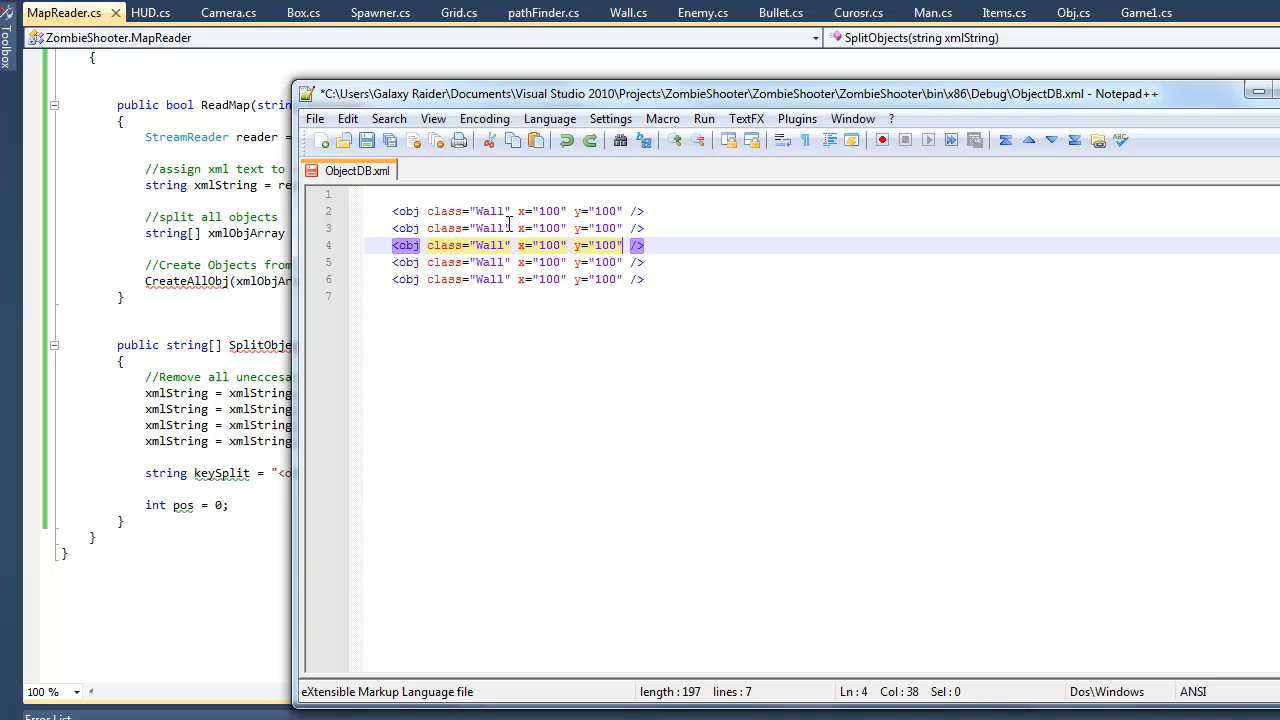 MapReader.cs HUD.cs Camera.cs Box.cs Spawner.cs Grid.cs pathFinder.cs Wall.cs Enemy.cs Bullet.cs Curosr.cs Man.cs Items.cs Obj.cs Game1.cs
Toolbox
ZombieShooter.MapReader
SplitObjects(string xmlString)
{
public bool ReadMap(strin
{
StreamReader reader =
//assign xml text to
string xmlString = re
//split all objects
string[] xmlObjArray
//Create Objects from
CreateAllObj(xmlObjAr
}
public string[] SplitObje
{
//Remove all uneccesa
xmlString = xmlString
xmlString = xmlString
xmlString = xmlString
xmlString = xmlString
string keySplit = "<o
int pos = 0;
}
}
}
100 %
Error List
*C:\Users\Galaxy Raider\Documents\Visual Studio 2010\Projects\ZombieShooter\ZombieShooter\ZombieShooter\bin\x86\Debug\ObjectDB.xml - Notepad++
File Edit Search View Encoding Language Settings Macro Run TextFX Plugins Window ?
ObjectDB.xml
1
2 <obj class="Wall" x="100" y="100" />
3 <obj class="Wall" x="100" y="100" />
4 <obj class="Wall" x="100" y="100" />
5 <obj class="Wall" x="100" y="100" />
6 <obj class="Wall" x="100" y="100" />
7
eXtensible Markup Language file length : 197 lines : 7 Ln : 4 Col : 38 Sel : 0 Dos\Windows ANSI